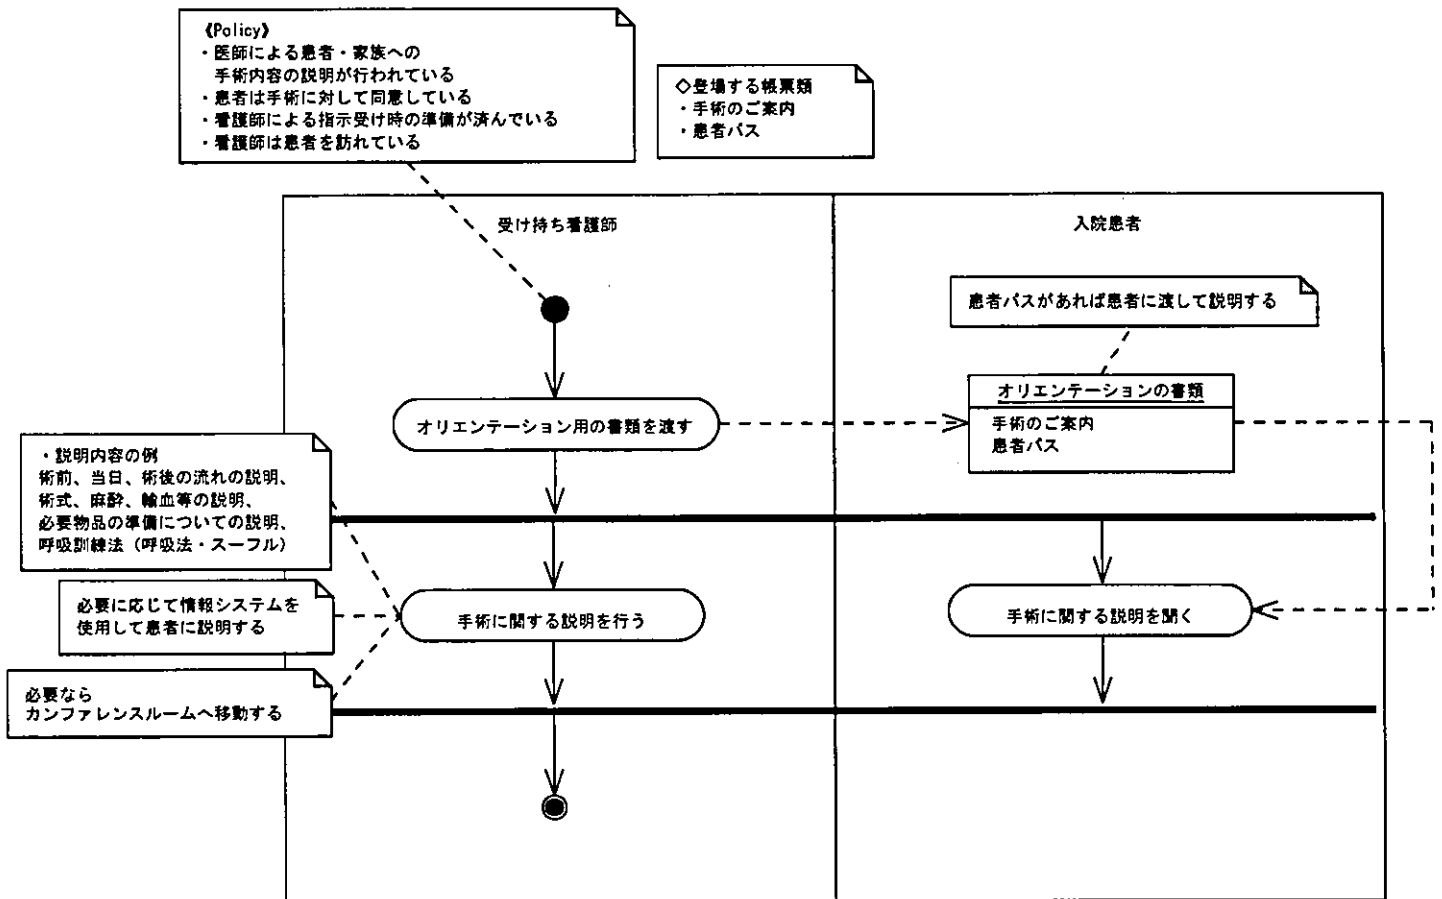 《Policy》
・医師による患者・家族への
手術内容の説明が行われている
・患者は手術に対して同意している
・看護師による指示受け時の準備が済んでいる
・看護師は患者を訪れている
◇登場する帳票類
・手術のご案内
・患者パス
受け持ち看護師
入院患者
患者パスがあれば患者に渡して説明する
オリエンテーション用の書類を渡す
オリエンテーションの書類
手術のご案内
患者パス
・説明内容の例
術前、当日、術後の流れの説明、
術式、麻酔、輸血等の説明、
必要物品の準備についての説明、
呼吸訓練法（呼吸法・スーフル）
必要に応じて情報システムを
使用して患者に説明する
手術に関する説明を行う
手術に関する説明を聞く
必要なら
カンファレンスルームへ移動する